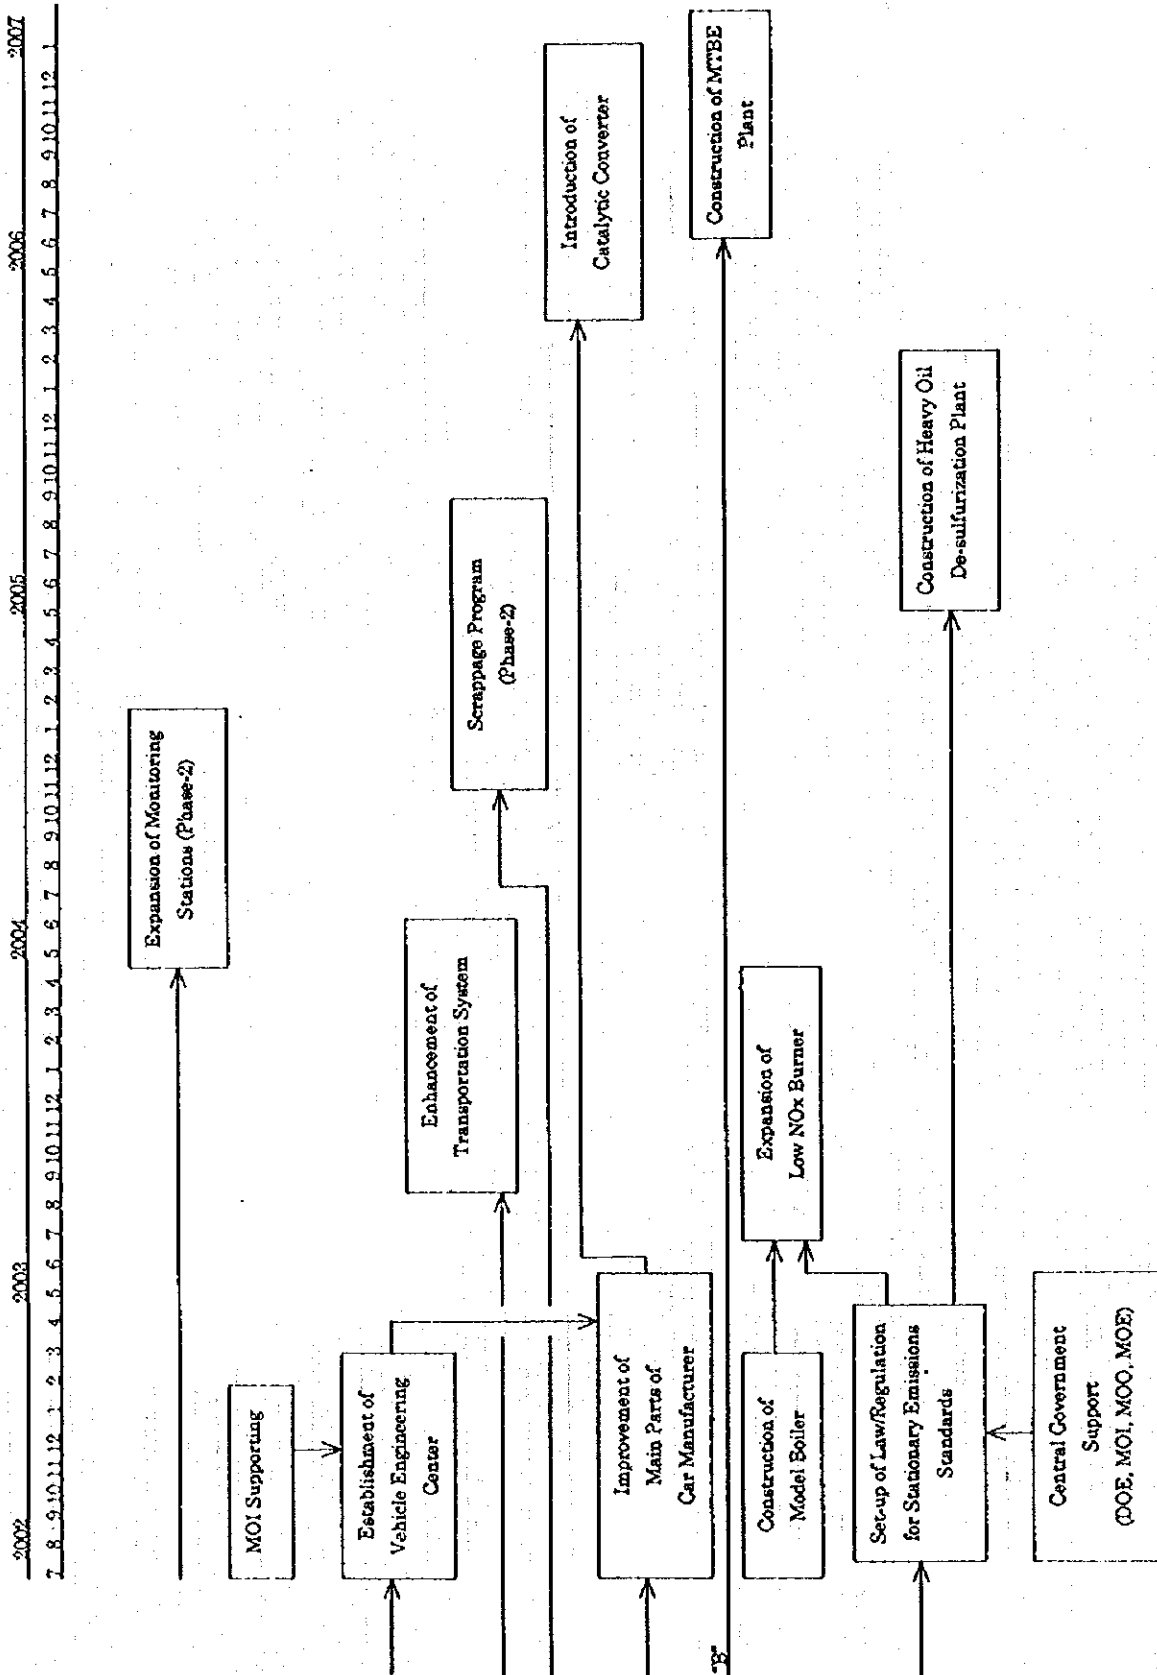 2002 2003 2004 2005 2006 2007
7 8 9 10 11 12 1 2 3 4 5 6 7 8 9 10 11 12 1 2 3 4 5 6 7 8 9 10 11 12 1 2 3 4 5 6 7 8 9 10 11 12 1 2 3 4 5 6 7 8 9 10 11 12 1
Expansion of Monitoring
Stations (Phase-2)
MOI Supporting
Establishment of
Vehicle Engineering
Center
Enhancement of
Transportation System
Scrappage Program
(Phase-2)
Introduction of
Catalytic Converter
Improvement of
Main Parts of
Car Manufacturer
"B"
Construction of MTBE
Plant
Construction of
Model Boiler
Expansion of
Low NOx Burner
Set-up of Law/Regulation
for Stationary Emissions
Standards
Construction of Heavy Oil
De-sulfurization Plant
Central Government
Support
(DOE, MOI, MOO, MOE)